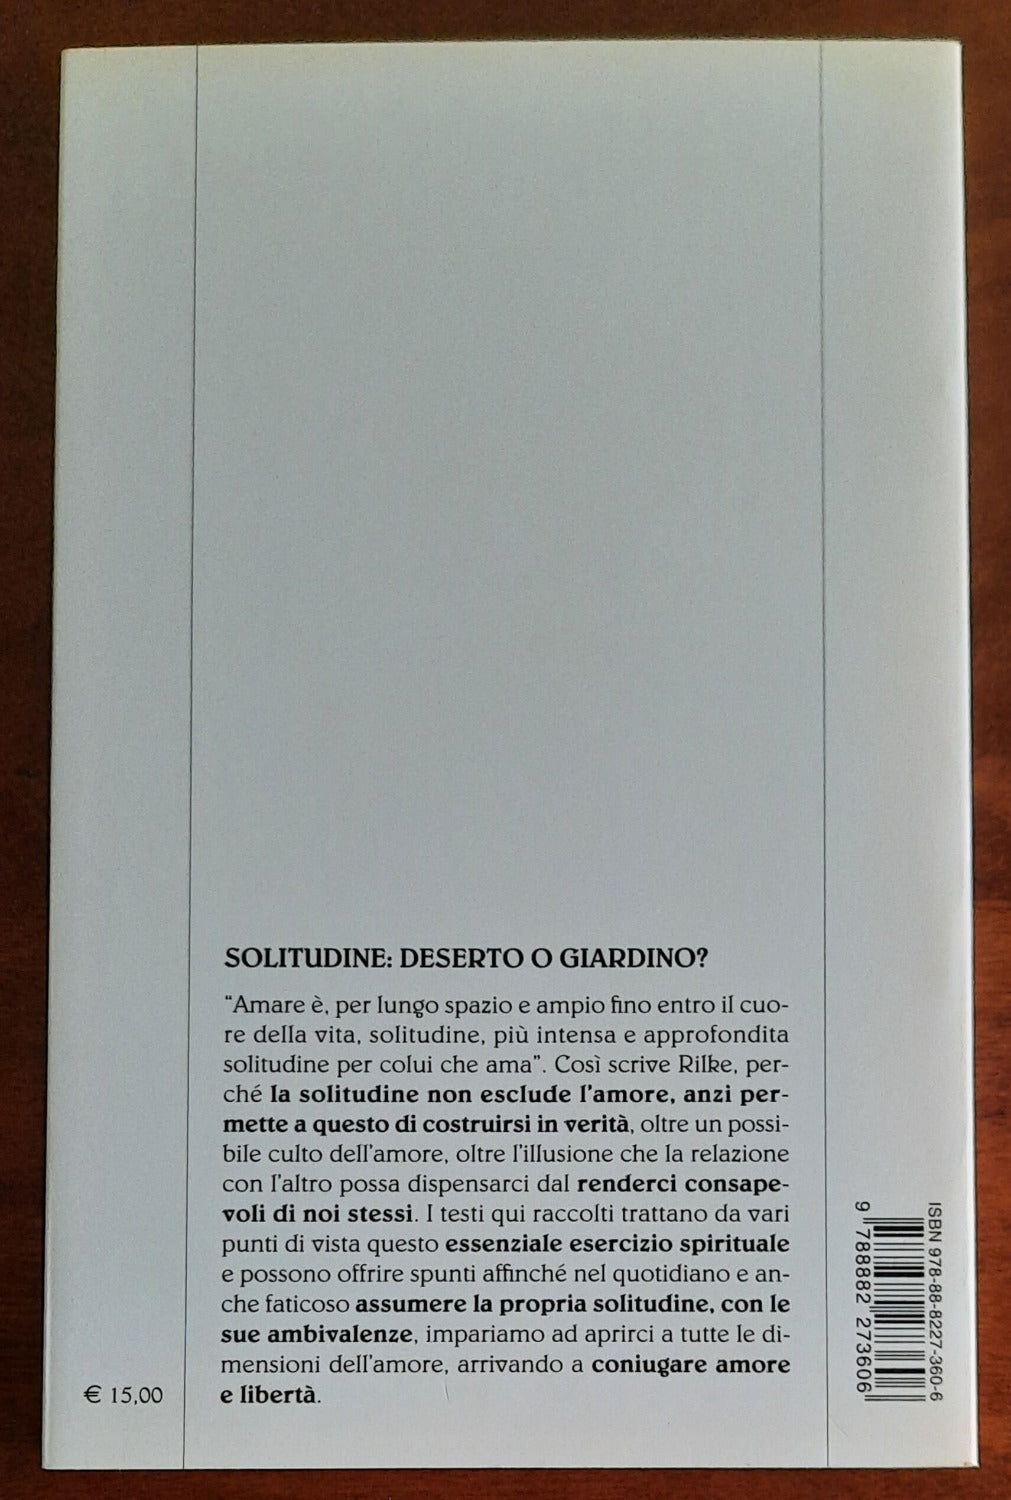 SOLITUDINE: DESERTO O GIARDINO?
“Amare è, per lungo spazio e ampio fino entro il cuo-
re della vita, solitudine, più intensa e approfondita
solitudine per colui che ama”. Così scrive Rilke, per-
ché la solitudine non esclude l'amore, anzi per-
mette a questo di costruirsi in verità, oltre un possi-
bile culto dell'amore, oltre l'illusione che la relazione
con l'altro possa dispensarci dal renderci consape-
voli di noi stessi. I testi qui raccolti trattano da vari
punti di vista questo essenziale esercizio spirituale
e possono offrire spunti affinché nel quotidiano e an-
che faticoso assumere la propria solitudine, con le
sue ambivalenze, impariamo ad aprirci a tutte le di-
mensioni dell'amore, arrivando a coniugare amore
e libertà.
€ 15,00
ISBN 978-88-8227-360-6
9 788882 273606